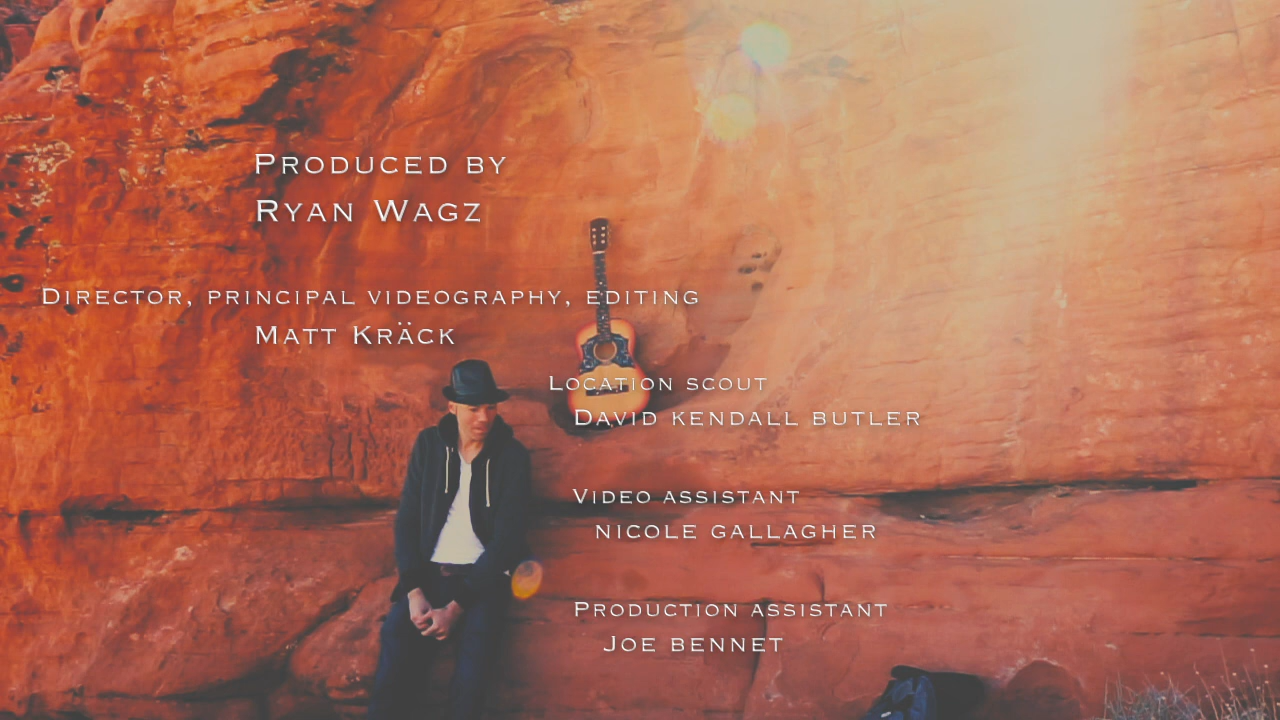 Produced by
Ryan Wagz
Director, principal videography, editing
Matt Kräck
Location scout
David kendall butler
Video assistant
nicole gallagher
Production assistant
Joe bennet